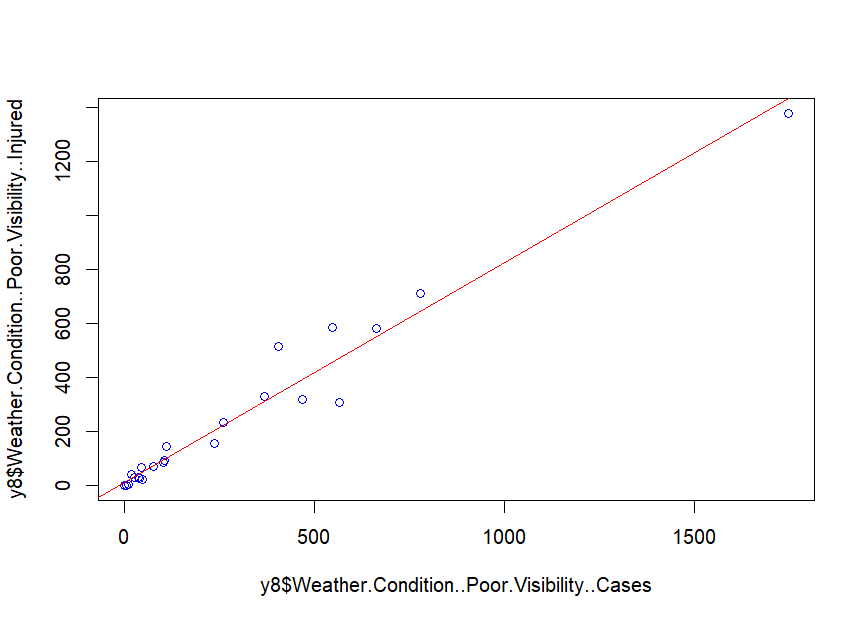 y8$Weather.Condition..Poor.Visibility..Injured
1200
800
600
400
200
0
0 500 1000 1500
y8$Weather.Condition..Poor.Visibility..Cases